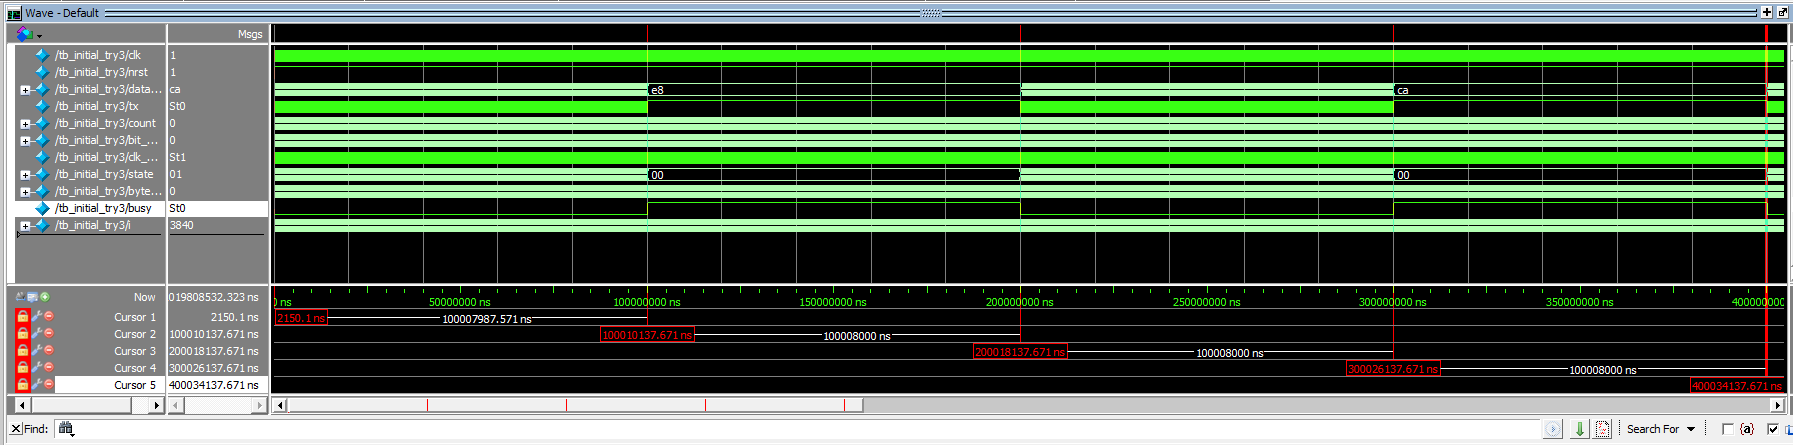 Wave - Default
Msgs
/tb_initial_try3/clk 1
/tb_initial_try3/nrst 1
/tb_initial_try3/data... ca e8 ca
/tb_initial_try3/tx St0
/tb_initial_try3/count 0
/tb_initial_try3/bit_... 0
/tb_initial_try3/clk_... St1
/tb_initial_try3/state 01 00 00
/tb_initial_try3/byte... 0
/tb_initial_try3/busy St0
/tb_initial_try3/i 3840
Now 019808532.323 ns 0 ns 50000000 ns 100000000 ns 150000000 ns 200000000 ns 250000000 ns 300000000 ns 350000000 ns 400000000
Cursor 1 2150.1 ns 2150.1 ns 100007987.571 ns
Cursor 2 100010137.671 ns 100010137.671 ns 100008000 ns
Cursor 3 200018137.671 ns 200018137.671 ns 100008000 ns
Cursor 4 300026137.671 ns 300026137.671 ns 100008000 ns
Cursor 5 400034137.671 ns 400034137.671 ns
Find: Search For {a}